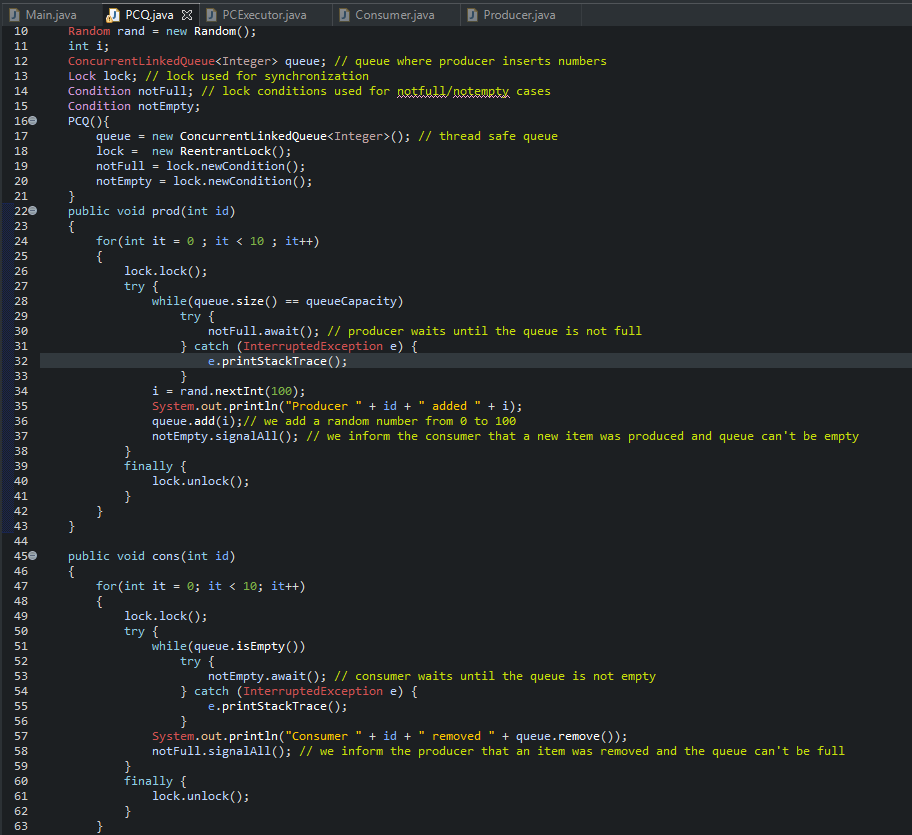 Main.java PCQ.java PCExecutor.java Consumer.java Producer.java
10 Random rand = new Random();
11 int i;
12 ConcurrentLinkedQueue<Integer> queue; // queue where producer inserts numbers
13 Lock lock; // lock used for synchronization
14 Condition notFull; // lock conditions used for notfull/notempty cases
15 Condition notEmpty;
16 PCQ(){
17 queue = new ConcurrentLinkedQueue<Integer>(); // thread safe queue
18 lock =  new ReentrantLock();
19 notFull = lock.newCondition();
20 notEmpty = lock.newCondition();
21 }
22 public void prod(int id)
23 {
24 for(int it = 0 ; it < 10 ; it++)
25 {
26 lock.lock();
27 try {
28 while(queue.size() == queueCapacity)
29 try {
30 notFull.await(); // producer waits until the queue is not full
31 } catch (InterruptedException e) {
32 e.printStackTrace();
33 }
34 i = rand.nextInt(100);
35 System.out.println("Producer " + id + " added " + i);
36 queue.add(i);// we add a random number from 0 to 100
37 notEmpty.signalAll(); // we inform the consumer that a new item was produced and queue can't be empty
38 }
39 finally {
40 lock.unlock();
41 }
42 }
43 }
44
45 public void cons(int id)
46 {
47 for(int it = 0; it < 10; it++)
48 {
49 lock.lock();
50 try {
51 while(queue.isEmpty())
52 try {
53 notEmpty.await(); // consumer waits until the queue is not empty
54 } catch (InterruptedException e) {
55 e.printStackTrace();
56 }
57 System.out.println("Consumer " + id + " removed " + queue.remove());
58 notFull.signalAll(); // we inform the producer that an item was removed and the queue can't be full
59 }
60 finally {
61 lock.unlock();
62 }
63 }